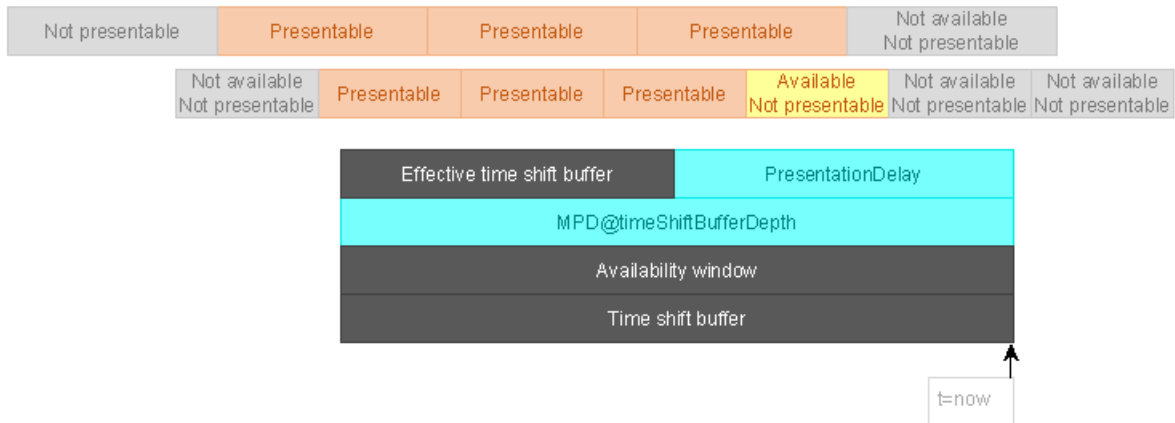 Not presentable
Presentable
Presentable
Presentable
Not available
Not presentable
Not available
Not presentable
Presentable
Presentable
Presentable
Available
Not presentable
Not available
Not presentable
Not available
Not presentable
Effective time shift buffer
PresentationDelay
MPD@timeShiftBufferDepth
Availability window
Time shift buffer
t=now